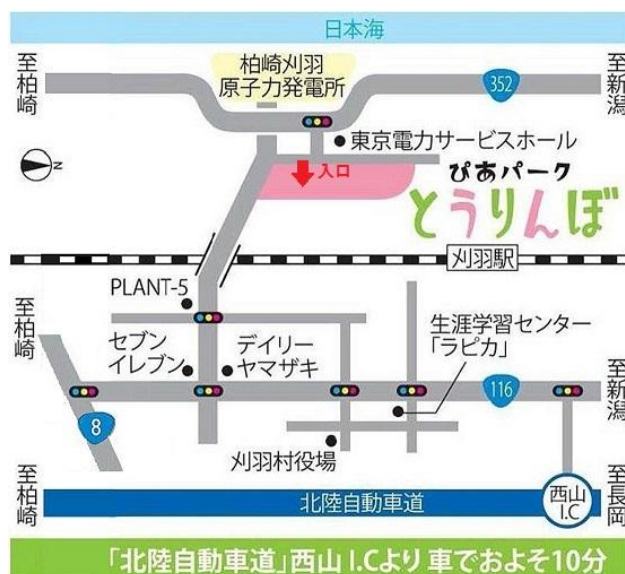 日本海
至柏崎
柏崎刈羽
原子力発電所
352
至新潟
東京電力サービスホール
N
入口
ぴあパーク
とうりんぼ
刈羽駅
PLANT-5
至柏崎
セブン
イレブン
デイリー
ヤマザキ
生涯学習センター
「ラピカ」
至新潟
116
8
刈羽村役場
至柏崎
北陸自動車道
西山
I.C
至長岡
「北陸自動車道」西山 I.Cより 車でおよそ10分